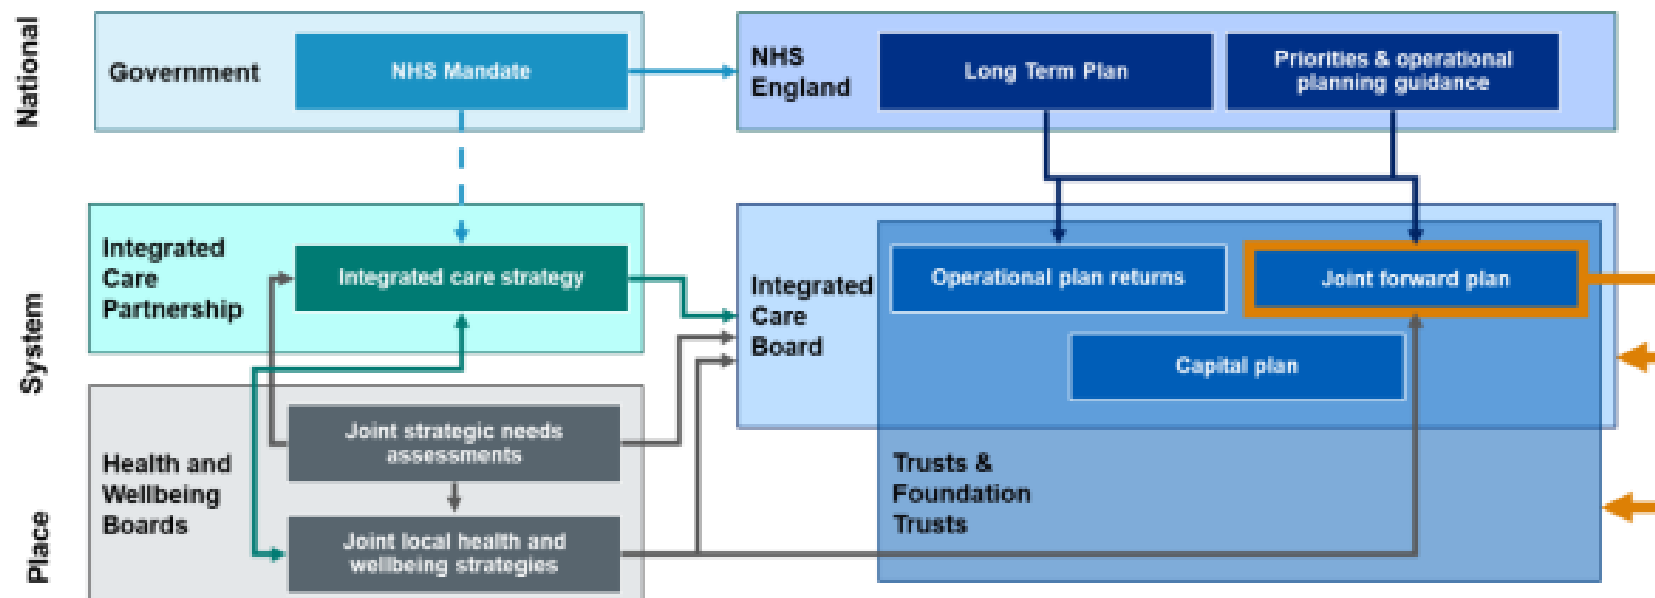 National
Government
NHS Mandate
NHS
England
Long Term Plan
Priorities & operational
planning guidance
System
Integrated
Care
Partnership
Integrated care strategy
Integrated
Care
Board
Operational plan returns
Joint forward plan
Capital plan
Place
Health and
Wellbeing
Boards
Joint strategic needs
assessments
Joint local health and
wellbeing strategies
Trusts &
Foundation
Trusts